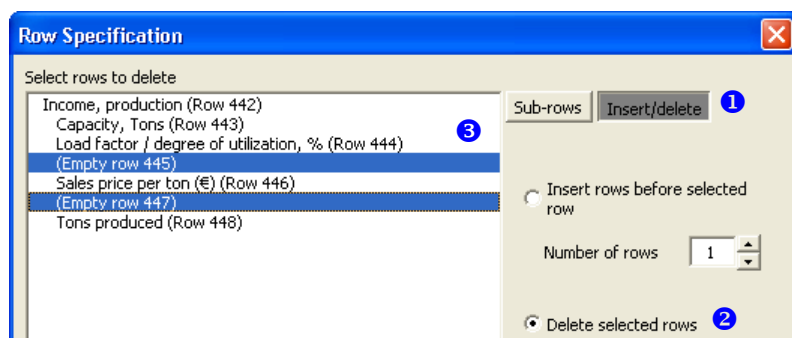 Row Specification
Select rows to delete
Income, production (Row 442)
Capacity, Tons (Row 443)
Load factor / degree of utilization, % (Row 444)
(Empty row 445)
Sales price per ton (€) (Row 446)
(Empty row 447)
Tons produced (Row 448)
3
Sub-rows Insert/delete 1
Insert rows before selected
row
Number of rows 1
Delete selected rows 2